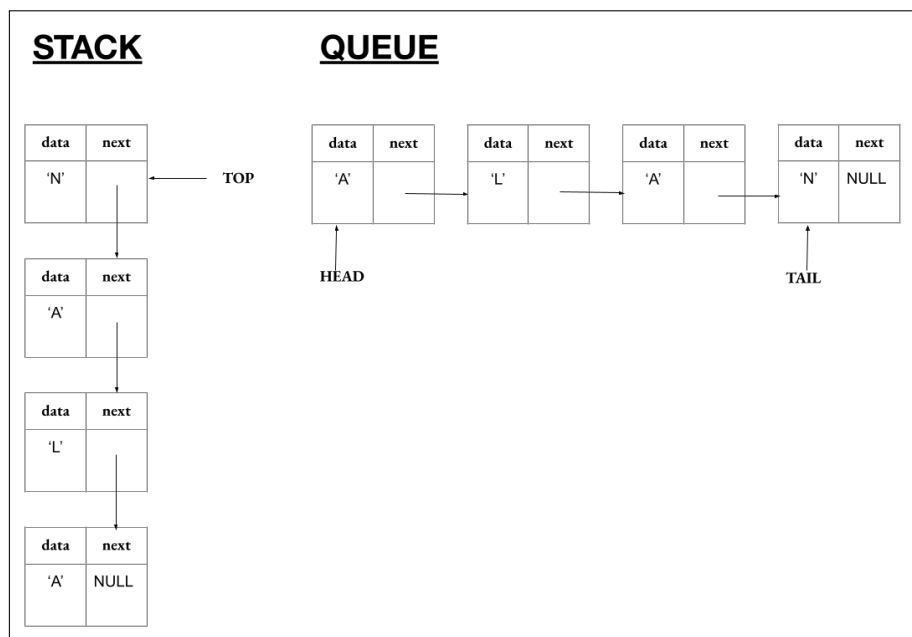 STACK
QUEUE
data next
'N'
TOP
data next
'A'
data next
'L'
data next
'A' NULL
data next
'A'
HEAD
data next
'L'
data next
'A'
data next
'N' NULL
TAIL